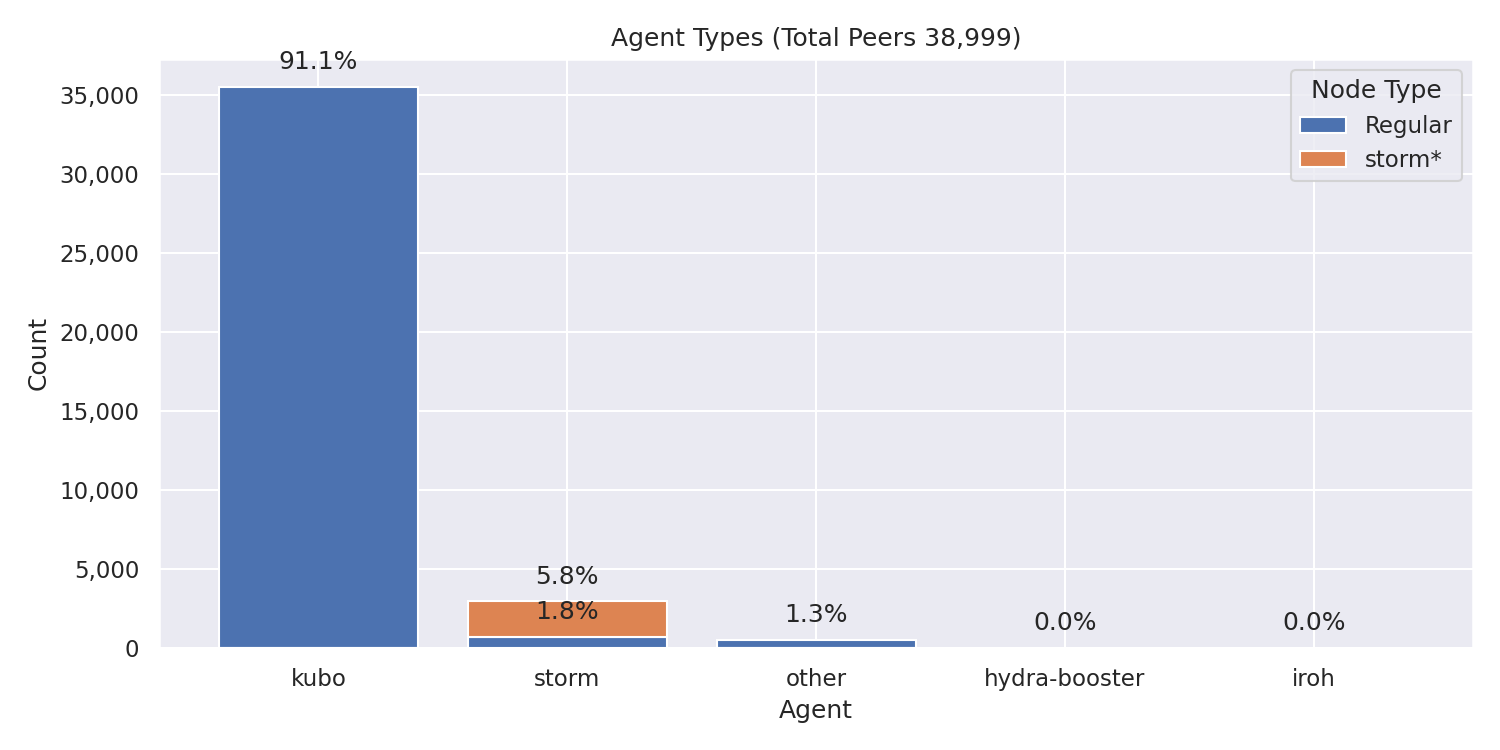 Agent Types (Total Peers 38,999)
91.1%
Node Type
Regular
storm*
35,000
30,000
25,000
20,000
15,000
10,000
5,000
0
Count
5.8%
1.8%
1.3%
0.0%
0.0%
kubo
storm
other
hydra-booster
iroh
Agent